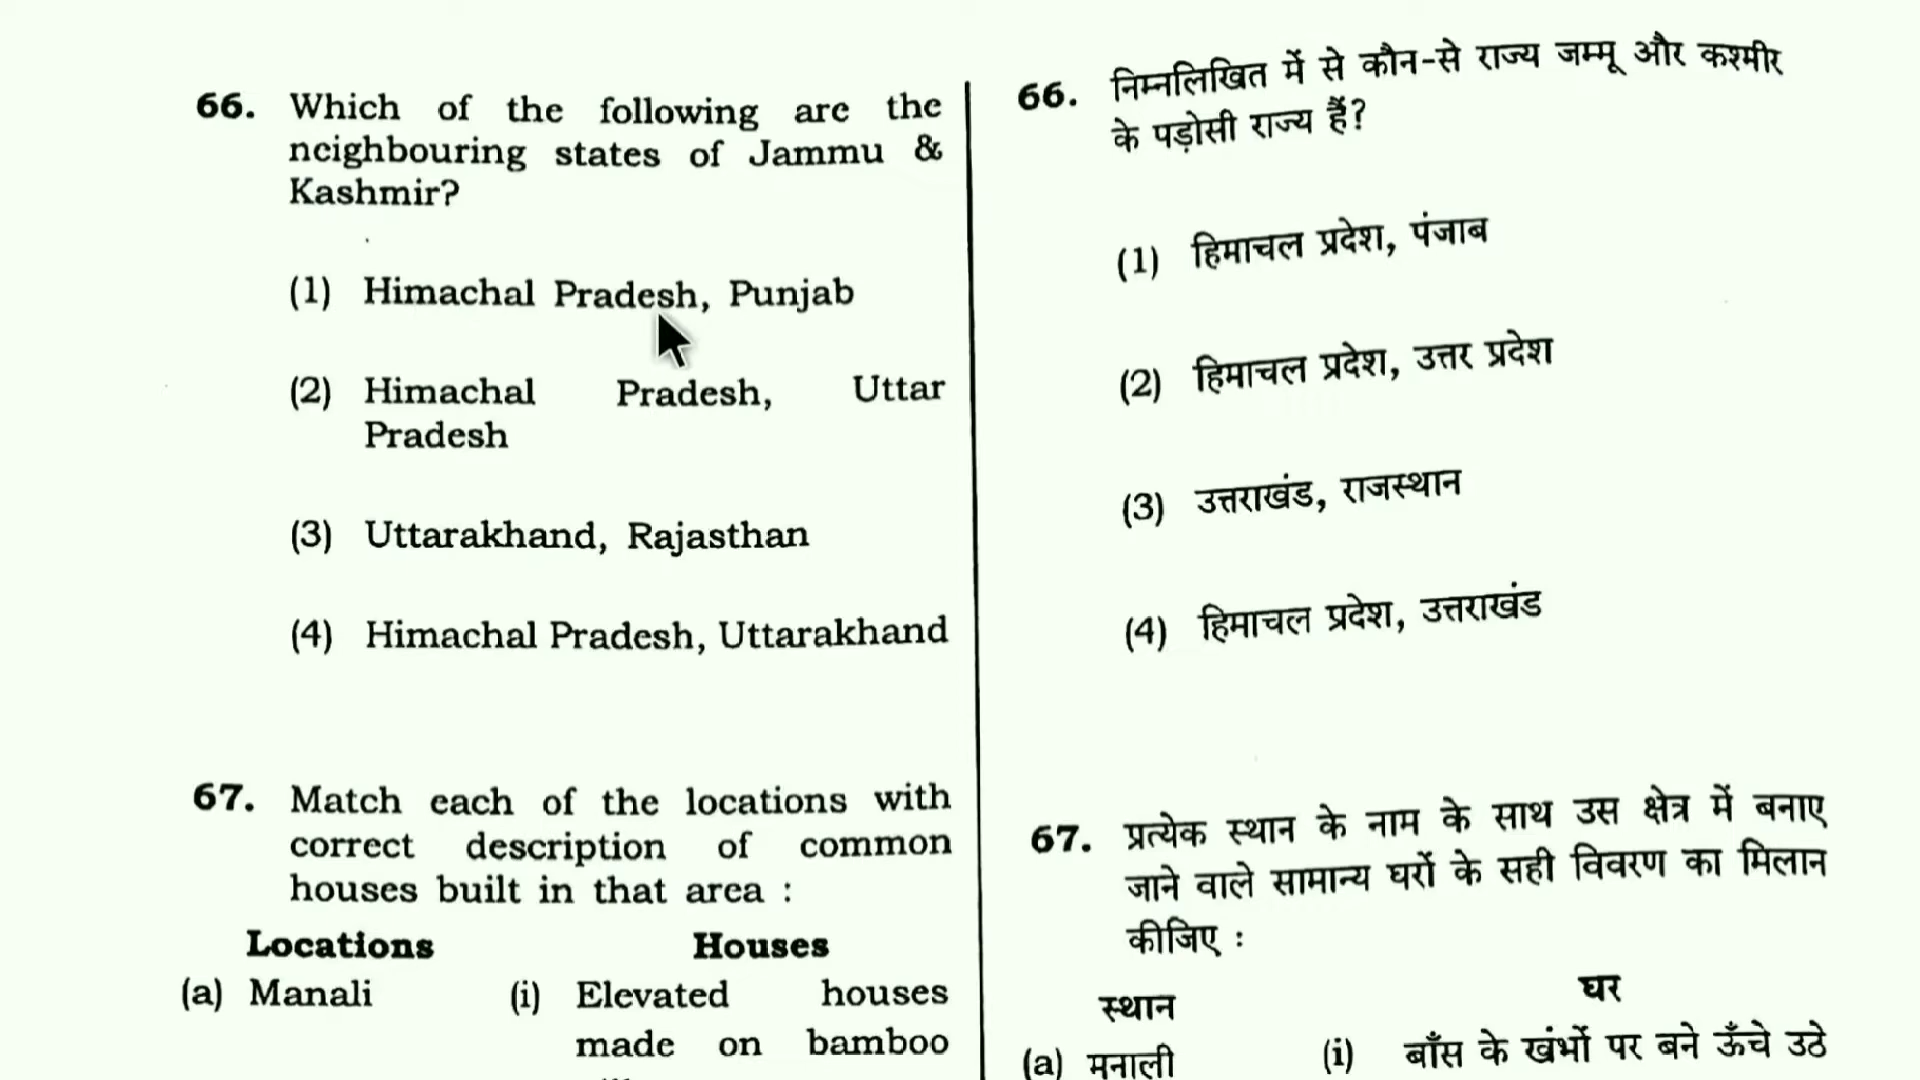 66. Which of the following are the
neighbouring states of Jammu &
Kashmir?
(1) Himachal Pradesh, Punjab
(2) Himachal Pradesh, Uttar
Pradesh
(3) Uttarakhand, Rajasthan
(4) Himachal Pradesh, Uttarakhand
67. Match each of the locations with
correct description of common
houses built in that area :
Locations Houses
(a) Manali (i) Elevated houses
made on bamboo
66. निम्नलिखित में से कौन-से राज्य जम्मू और कश्मीर
के पड़ोसी राज्य हैं?
(1) हिमाचल प्रदेश, पंजाब
(2) हिमाचल प्रदेश, उत्तर प्रदेश
(3) उत्तराखंड, राजस्थान
(4) हिमाचल प्रदेश, उत्तराखंड
67. प्रत्येक स्थान के नाम के साथ उस क्षेत्र में बनाए
जाने वाले सामान्य घरों के सही विवरण का मिलान
कीजिए :
स्थान घर
(a) मनाली (i) बाँस के खंभों पर बने ऊँचे उठे